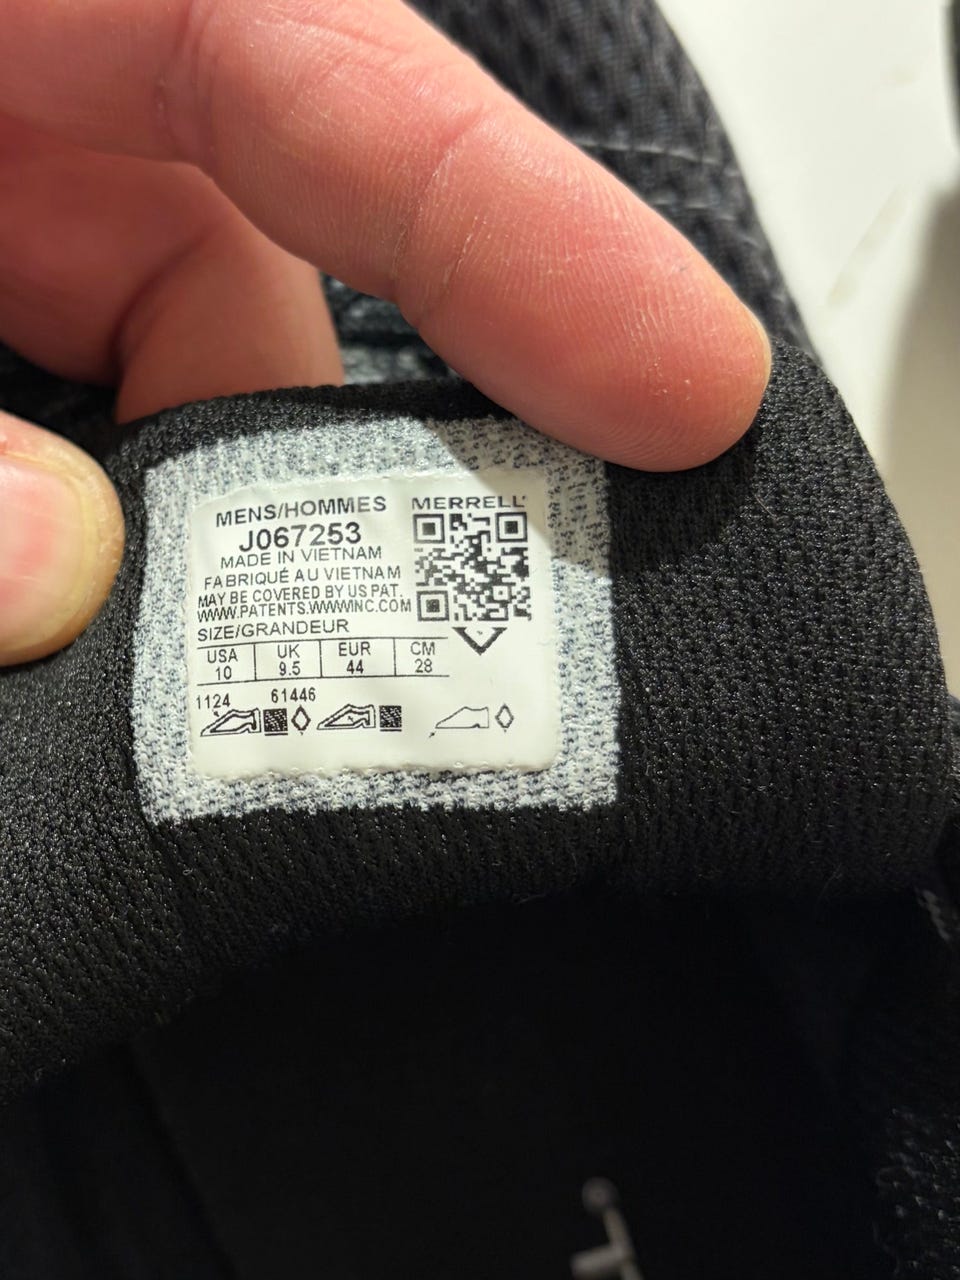 MENS/HOMMES
J067253
MADE IN VIETNAM
FABRIQUÉ AU VIETNAM
MAY BE COVERED BY US PAT.
WWW.PATENTS.WWWINC.COM
MERRELL
SIZE/GRANDEUR
USA UK EUR CM
10 9.5 44 28
1124 61446